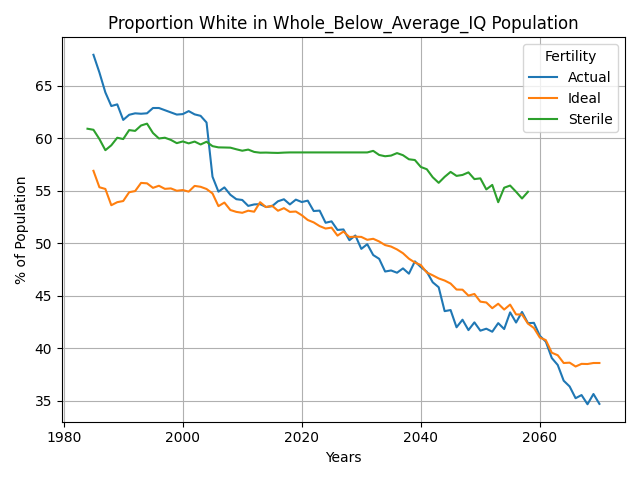 Proportion White in Whole_Below_Average_IQ Population
Fertility
Actual
Ideal
Sterile
% of Population
65
60
55
50
45
40
35
1980
2000
2020
2040
2060
Years